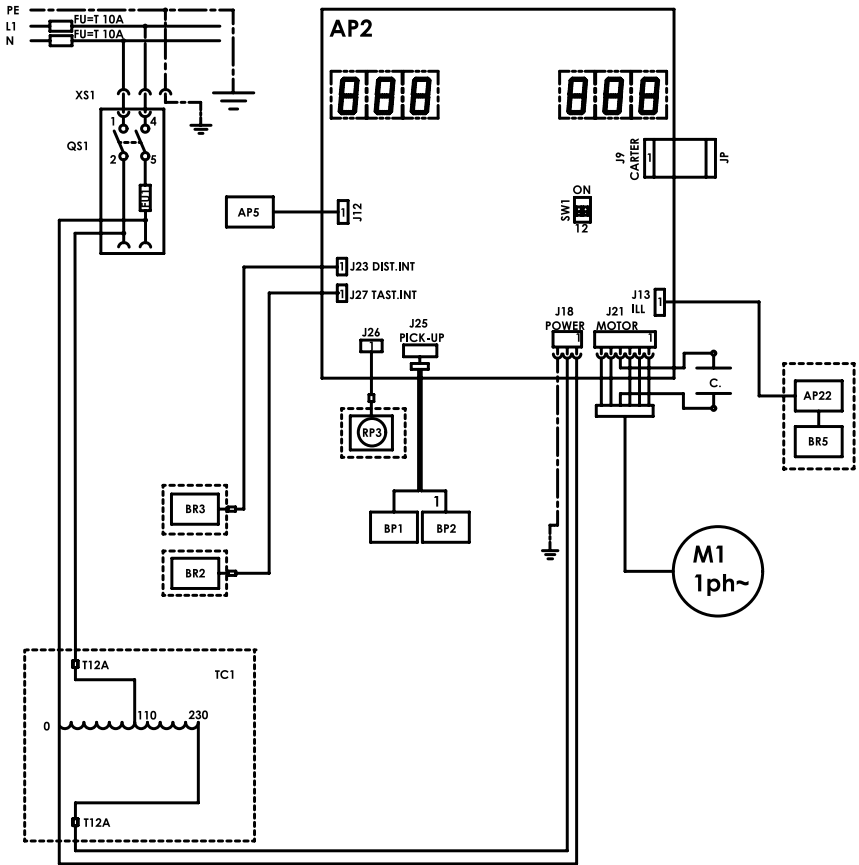 PE
L1 FU=T 10A
N FU=T 10A
AP2
888 888
XS1
1 4
QS1
2 5
FU1
J9
CARTER
1
JP
AP5
1 J12
ON
SW1
12
1 J23 DIST.INT
1 J27 TAST.INT
J13
ILL
1
J26
1
J25
PICK-UP
J18
POWER
1
J21
MOTOR
1
C.
AP22
BR5
RP3
BR3
1
BP1 BP2
BR2
M1
1ph~
T12A
TC1
0 110 230
T12A